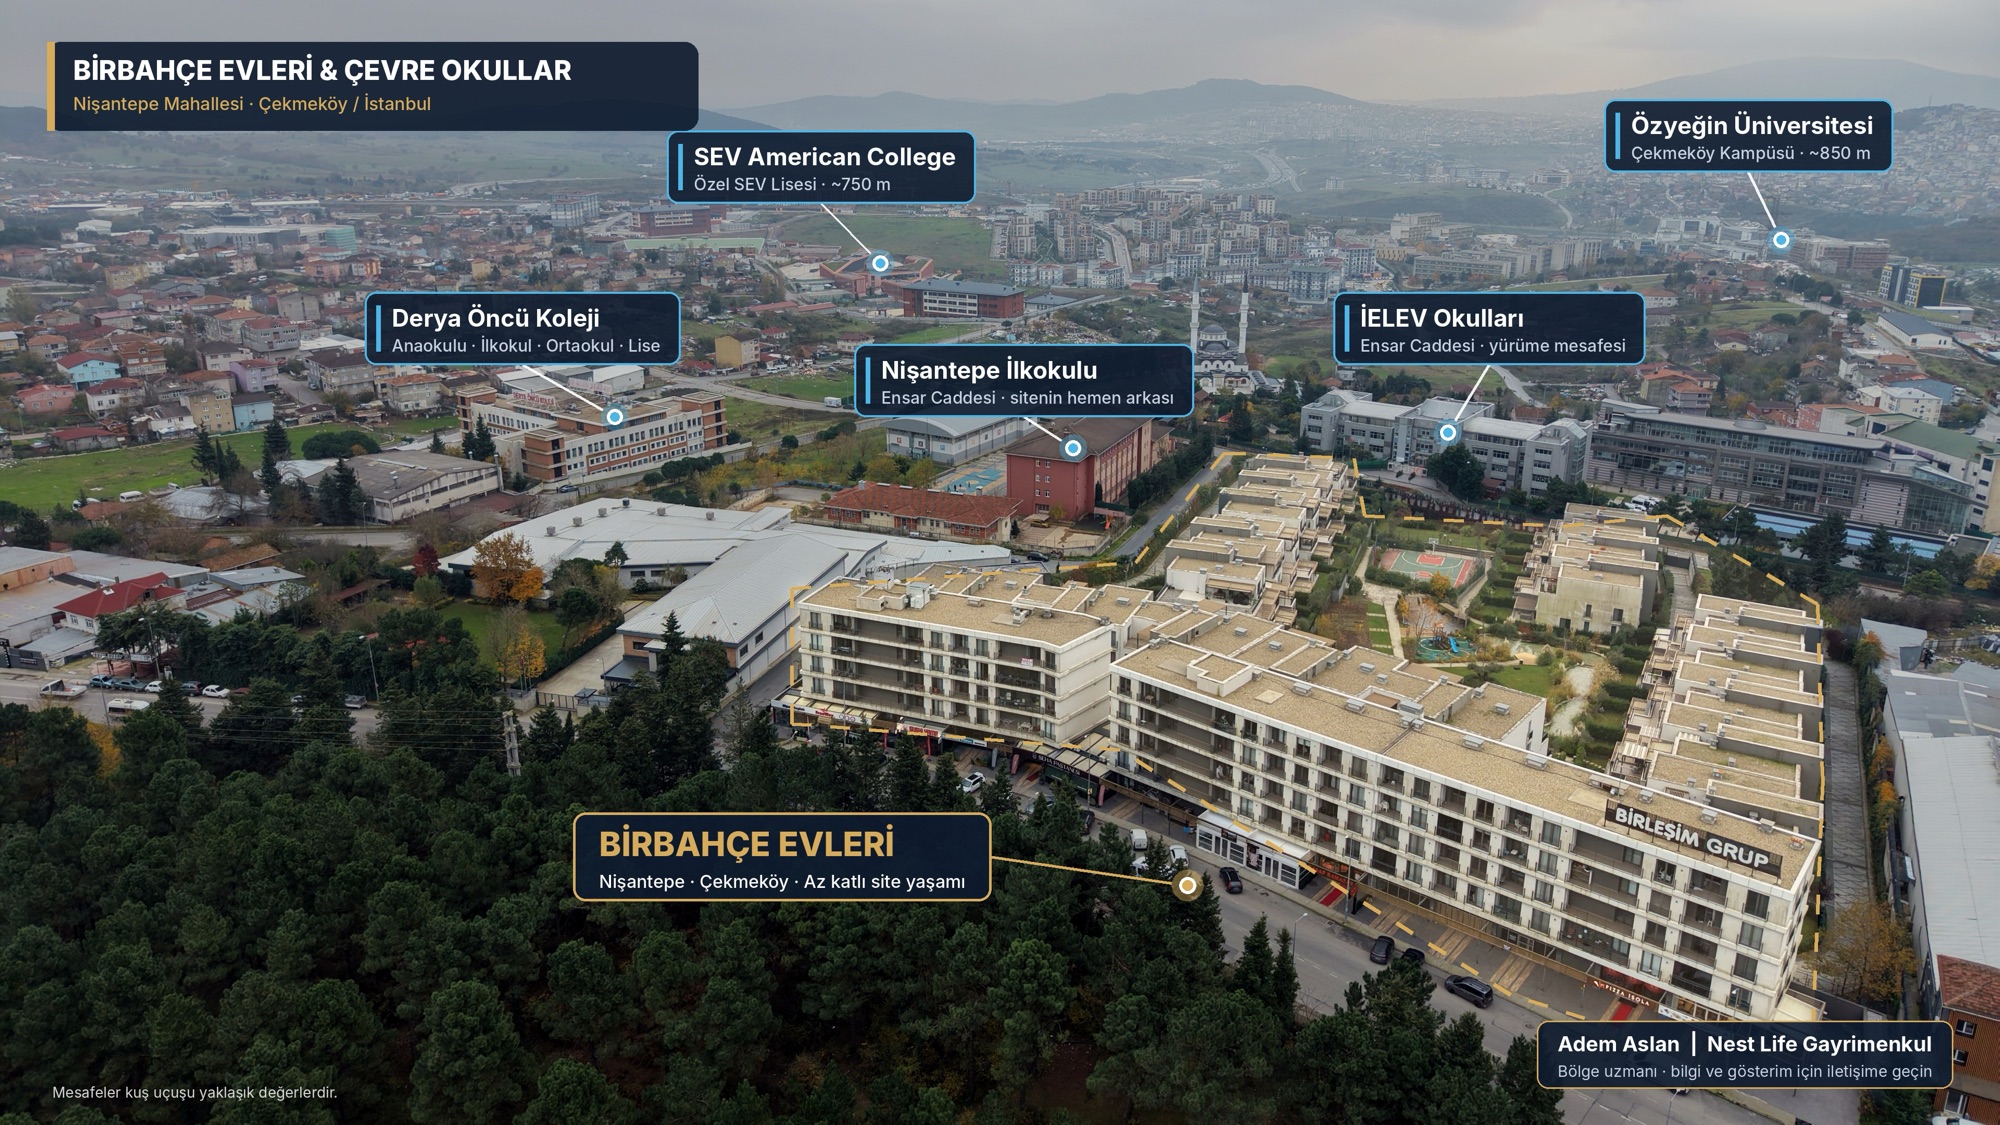 BİRBAHÇE EVLERİ & ÇEVRE OKULLAR
Nişantepe Mahallesi · Çekmeköy / İstanbul
Özyeğin Üniversitesi
Çekmeköy Kampüsü · ~850 m
SEV American College
Özel SEV Lisesi · ~750 m
Derya Öncü Koleji
Anaokulu · İlkokul · Ortaokul · Lise
İELEV Okulları
Ensar Caddesi · yürüme mesafesi
Nişantepe İlkokulu
Ensar Caddesi · sitenin hemen arkası
BİRLEŞİM GRUP
BİRBAHÇE EVLERİ
Nişantepe · Çekmeköy · Az katlı site yaşamı
PIZZA ISOLA
Adem Aslan | Nest Life Gayrimenkul
Bölge uzmanı · bilgi ve gösterim için iletişime geçin
Mesafeler kuş uçuşu yaklaşık değerlerdir.